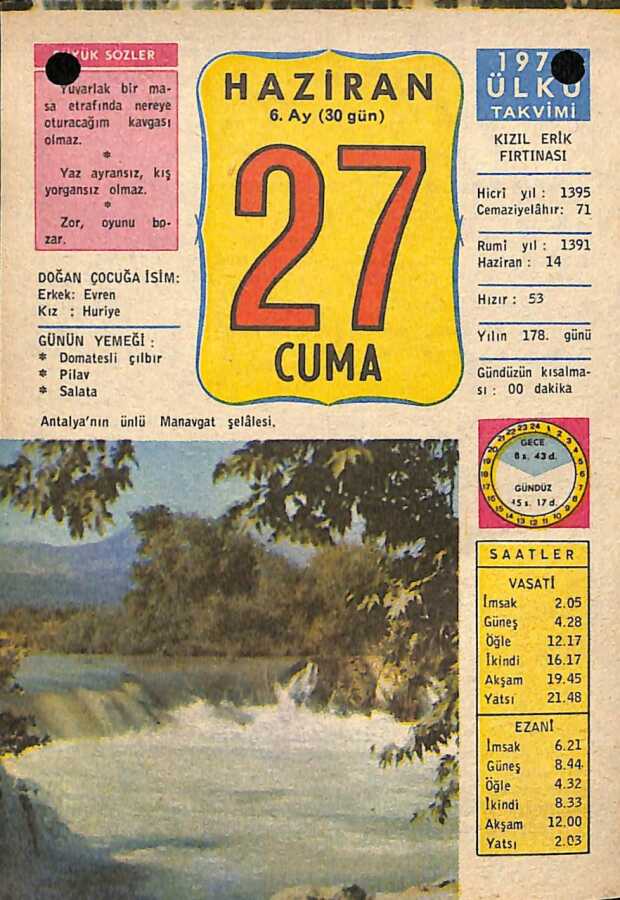 YÜK SÖZLER
Yuvarlak bir ma-
sa etrafında nereye
oturacağım kavgası
olmaz.
*
Yaz ayransız, kış
yorgansız olmaz.
*
Zor, oyunu bo-
zar.
DOĞAN ÇOCUĞA İSİM:
Erkek: Evren
Kız : Huriye
GÜNÜN YEMEĞİ :
* Domatesli çılbır
* Pilav
* Salata
HAZİRAN
6. Ay (30 gün)
27
CUMA
197
ÜLKÜ
TAKVİMİ
KIZIL ERİK
FIRTINASI
Hicrî yıl : 1395
Cemaziyelâhır: 71
Rumî yıl : 1391
Haziran : 14
Hızır : 53
Yılın 178. günü
Gündüzün kısalma-
sı : 00 dakika
Antalya'nın ünlü Manavgat şelâlesi.
GECE
8 s. 43 d.
GÜNDÜZ
15 s. 17 d.
SAATLER
VASATİ
İmsak 2.05
Güneş 4.28
Öğle 12.17
İkindi 16.17
Akşam 19.45
Yatsı 21.48
EZANİ
İmsak 6.21
Güneş 8.44
Öğle 4.32
İkindi 8.33
Akşam 12.00
Yatsı 2.03